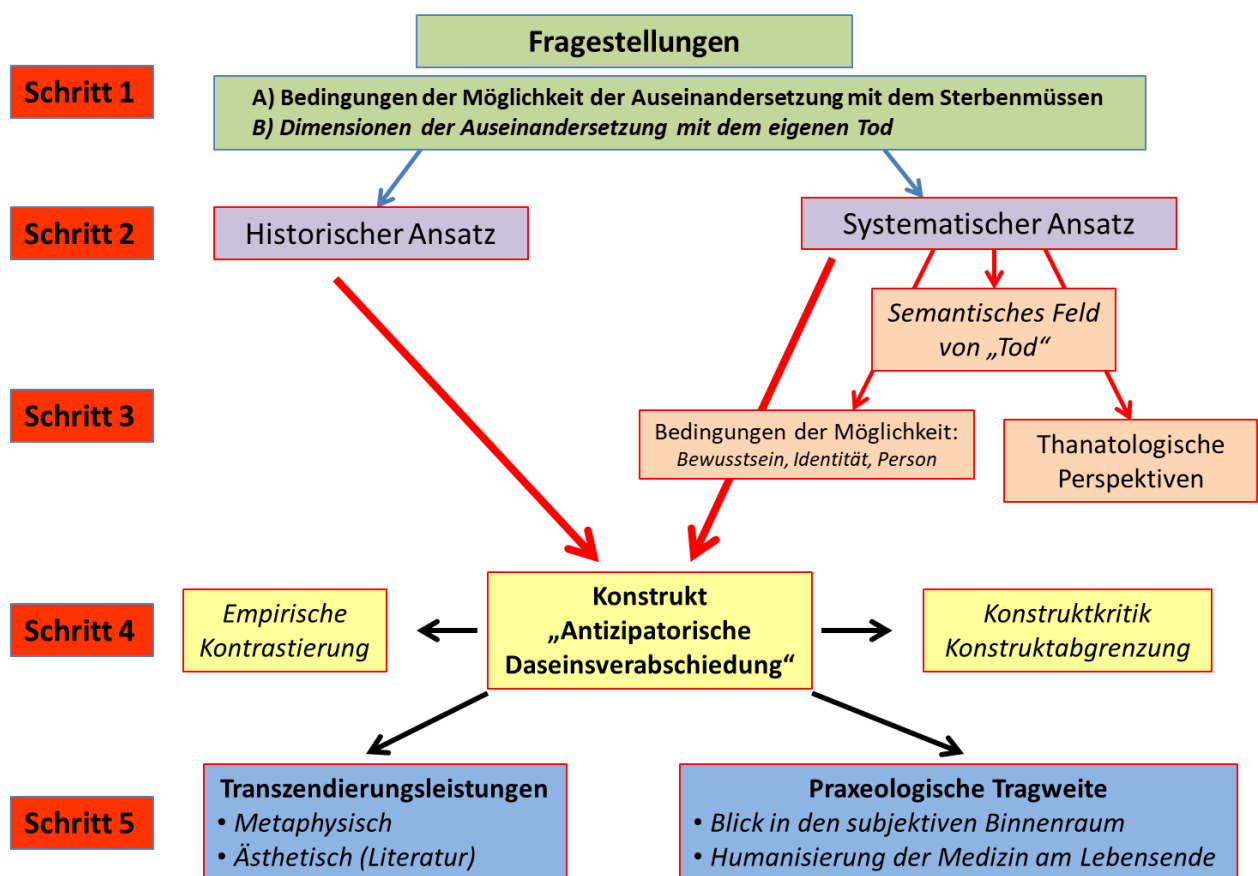 Fragestellungen
Schritt 1
A) Bedingungen der Möglichkeit der Auseinandersetzung mit dem Sterbenmüssen
B) Dimensionen der Auseinandersetzung mit dem eigenen Tod
Schritt 2
Historischer Ansatz
Systematischer Ansatz
Semantisches Feld
von „Tod“
Schritt 3
Bedingungen der Möglichkeit:
Bewusstsein, Identität, Person
Thanatologische
Perspektiven
Schritt 4
Empirische
Kontrastierung
Konstrukt
„Antizipatorische
Daseinsverabschiedung“
Konstruktkritik
Konstruktabgrenzung
Schritt 5
Transzendierungsleistungen
• Metaphysisch
• Ästhetisch (Literatur)
Praxeologische Tragweite
• Blick in den subjektiven Binnenraum
• Humanisierung der Medizin am Lebensende